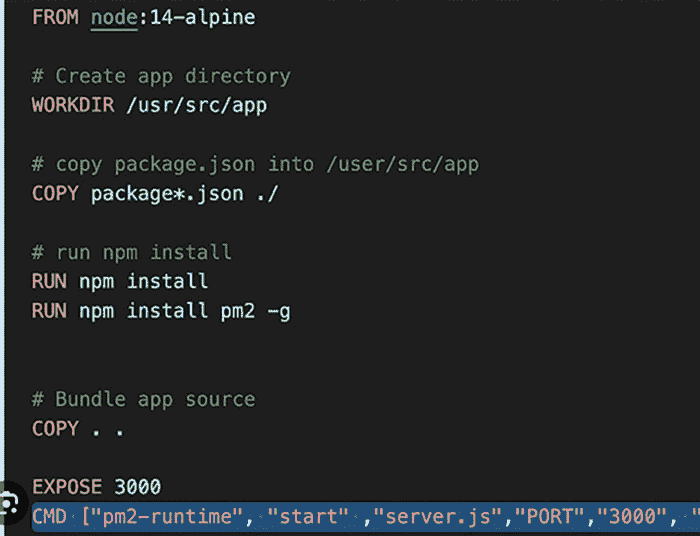 FROM node:14-alpine
# Create app directory
WORKDIR /usr/src/app
# copy package.json into /user/src/app
COPY package*.json ./
# run npm install
RUN npm install
RUN npm install pm2 -g
# Bundle app source
COPY . .
EXPOSE 3000
CMD ["pm2-runtime", "start" ,"server.js","PORT","3000", "